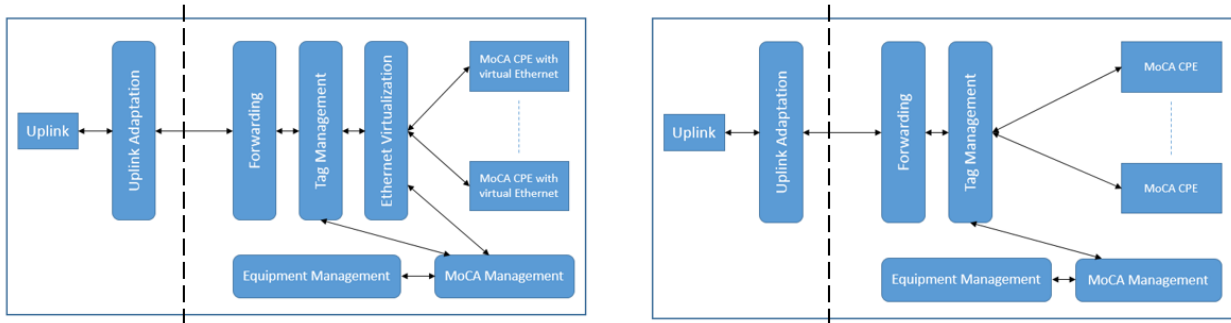 Uplink
Uplink Adaptation
Forwarding
Tag Management
Ethernet Virtualization
MoCA CPE with
virtual Ethernet
MoCA CPE with
virtual Ethernet
Equipment Management
MoCA Management
Uplink
Uplink Adaptation
Forwarding
Tag Management
MoCA CPE
MoCA CPE
Equipment Management
MoCA Management